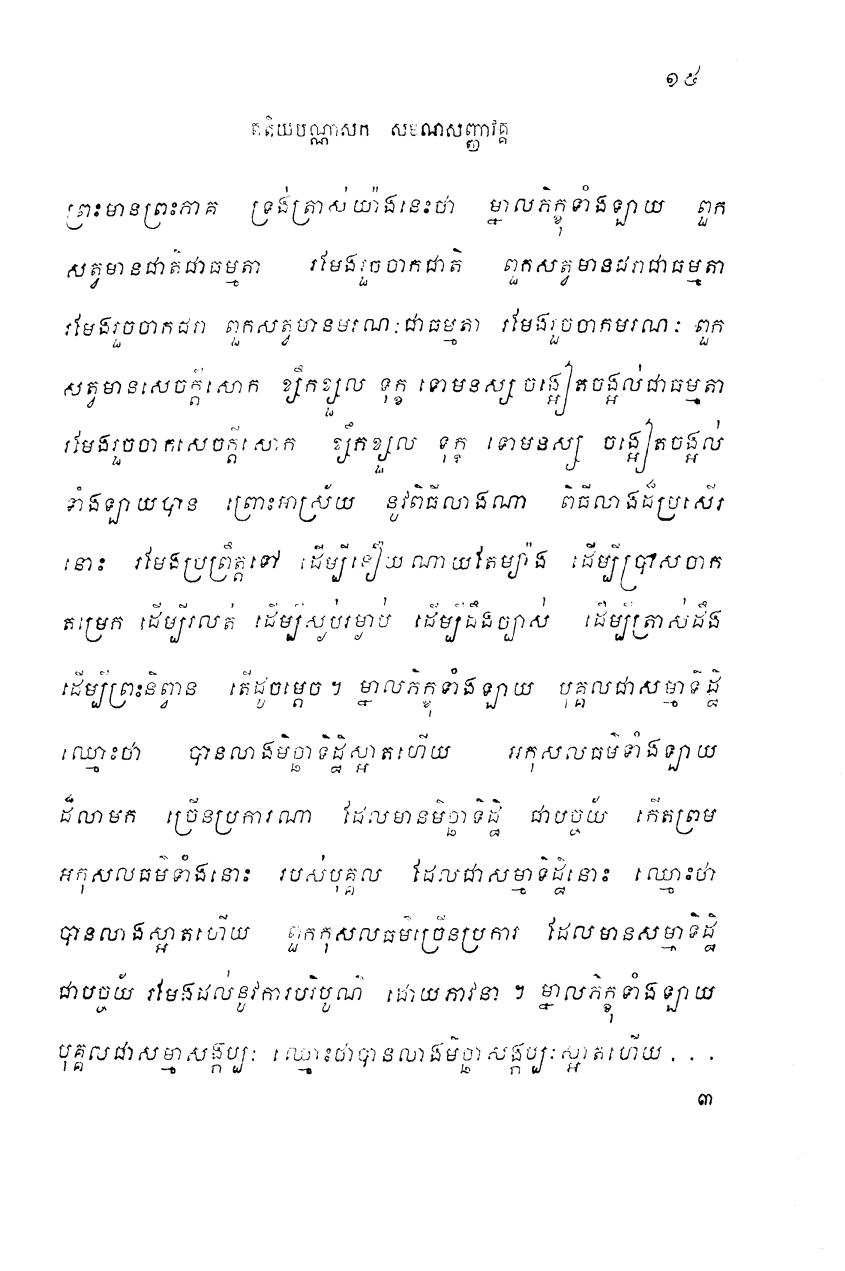 ១៥
តតិយបណ្ណាសក សមណសញ្ញាវគ្គ
ព្រះមានព្រះភាគ ទ្រង់ត្រាស់យ៉ាងនេះថា ម្នាលភិក្ខុទាំងឡាយ ពួក
សត្វមានជាតិជាធម្មតា រមែងរួចចាកជាតិ ពួកសត្វមានជរាជាធម្មតា
រមែងរួចចាកជរា ពួកសត្វមានមរណៈជាធម្មតា រមែងរួចចាកមរណៈ ពួក
សត្វមានសេចក្តីសោក ខ្សឹកខ្សួល ទុក្ខ ទោមនស្ស ចង្អៀតចង្អល់ជាធម្មតា
រមែងរួចចាកសេចក្តីសោក ខ្សឹកខ្សួល ទុក្ខ ទោមនស្ស ចង្អៀតចង្អល់
ទាំងឡាយបាន ព្រោះអាស្រ័យ នូវពិធីលាងណា ពិធីលាងដ៏ប្រសើរ
នោះ រមែងប្រព្រឹត្តទៅ ដើម្បីនឿយណាយតែម្យ៉ាង ដើម្បីប្រាសចាក
តម្រេក ដើម្បីរលត់ ដើម្បីស្ងប់រម្ងាប់ ដើម្បីដឹងច្បាស់ ដើម្បីត្រាស់ដឹង
ដើម្បីព្រះនិព្វាន តើដូចម្តេច ។ ម្នាលភិក្ខុទាំងឡាយ បុគ្គលជាសម្មាទិដ្ឋិ
ឈ្មោះថា បានលាងមិច្ឆាទិដ្ឋិស្អាតហើយ អកុសលធម៌ទាំងឡាយ
ដ៏លាមក ច្រើនប្រការណា ដែលមានមិច្ឆាទិដ្ឋិ ជាបច្ច័យ កើតព្រម
អកុសលធម៌ទាំងនោះ របស់បុគ្គល ដែលជាសម្មាទិដ្ឋិនោះ ឈ្មោះថា
បានលាងស្អាតហើយ ពួកកុសលធម៌ច្រើនប្រការ ដែលមានសម្មាទិដ្ឋិ
ជាបច្ច័យ រមែងដល់នូវការបរិបូណ៌ ដោយភាវនា ។ ម្នាលភិក្ខុទាំងឡាយ
បុគ្គលជាសម្មាសង្កប្បៈ ឈ្មោះថាបានលាងមិច្ឆាសង្កប្បៈស្អាតហើយ . . .
៣